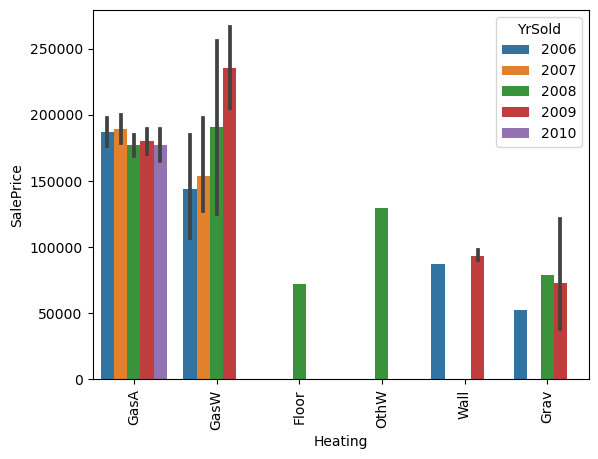 YrSold
2006
2007
2008
2009
2010
250000
200000
150000
100000
50000
0
SalePrice
GasA
GasW
Floor
OthW
Wall
Grav
Heating